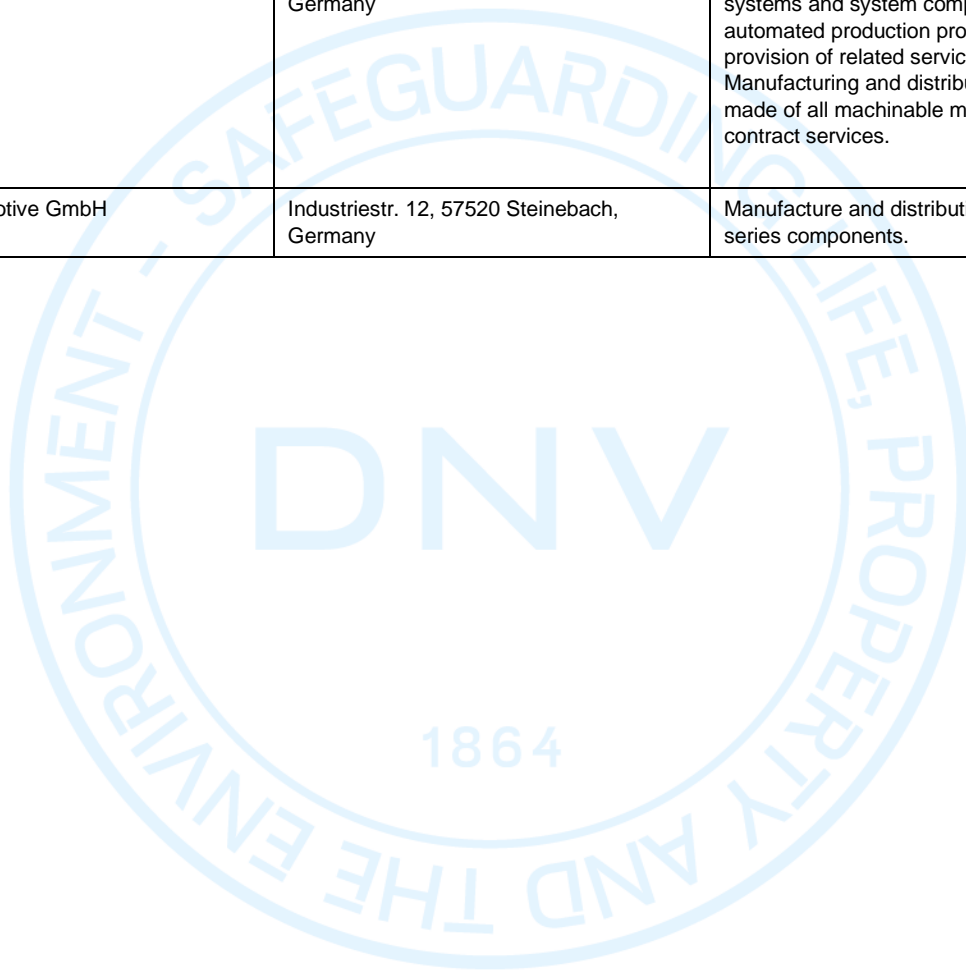 Germany
systems and system comp
automated production pro
provision of related servic
Manufacturing and distribu
made of all machinable m
contract services.
otive GmbH
Industriestr. 12, 57520 Steinebach,
Germany
Manufacture and distribut
series components.
SAFEGUARDING LIFE, PROPERTY AND THE ENVIRONMENT -
DNV
1864